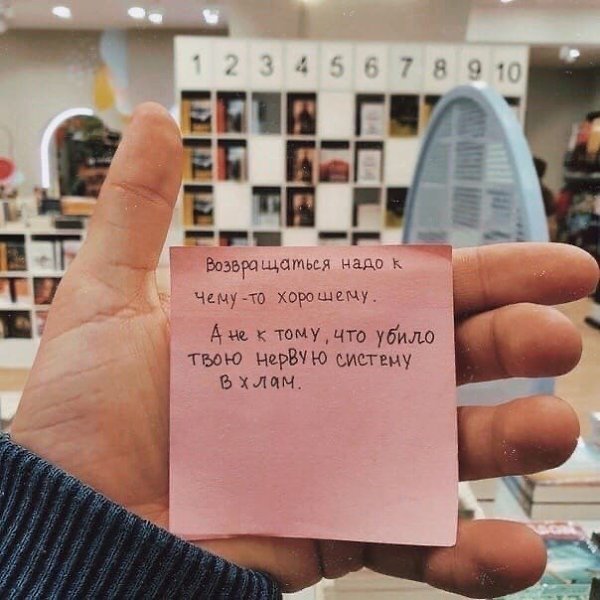 1 2 3 4 5 6 7 8 9 10
Возвращаться надо к
чему-то хорошему.
А не к тому, что убило
твою нервную систему
в хлам.